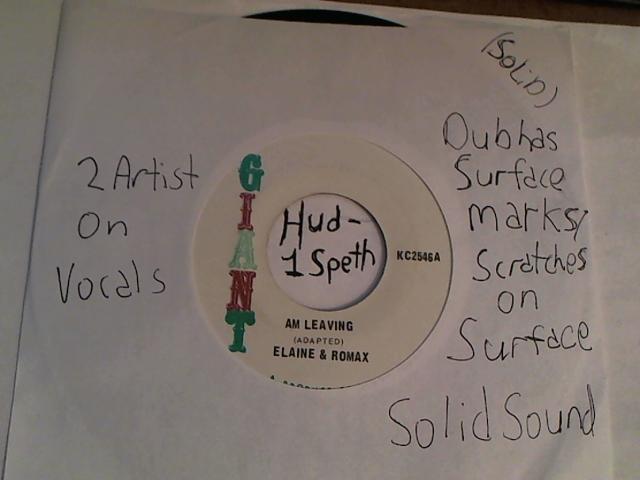 (Solid)
2 Artist
On
Vocals
GIANT
Hud-
1 Speth
KC2546A
AM LEAVING
(ADAPTED)
ELAINE & ROMAX
Dub has
Surface
marks/
Scratches
on
Surface
Solid Sound